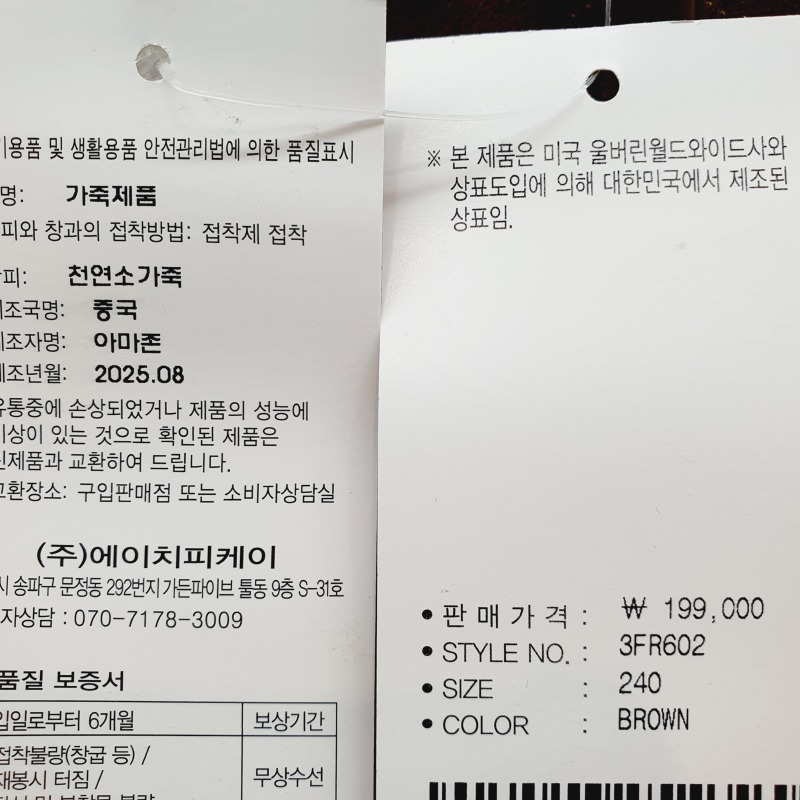 기용품 및 생활용품 안전관리법에 의한 품질표시
명: 가죽제품
피와 창과의 접착방법: 접착제 접착
피: 천연소가죽
제조국명: 중국
제조자명: 아마존
제조년월: 2025.08
유통중에 손상되었거나 제품의 성능에
이상이 있는 것으로 확인된 제품은
신제품과 교환하여 드립니다.
교환장소: 구입판매점 또는 소비자상담실
(주)에이치피케이
시 송파구 문정동 292번지 가든파이브 툴동 9층 S-31호
자상담 : 070-7178-3009
품질 보증서
입일로부터 6개월 보상기간
접착불량(창굽 등) /
재봉시 터짐 / 무상수선
※ 본 제품은 미국 울버린월드와이드사와
상표도입에 의해 대한민국에서 제조된
상표임.
• 판매가격 : ₩ 199,000
• STYLE NO. : 3FR602
• SIZE : 240
• COLOR : BROWN